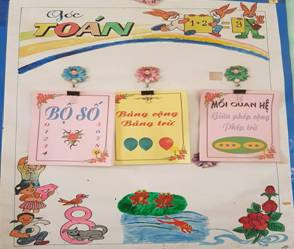 Góc
TOÁN
1+2=3
BỘ SỐ
Bảng cộng
Bảng trừ
MỐI QUAN HỆ
Giữa phép cộng
Phép trừ
8